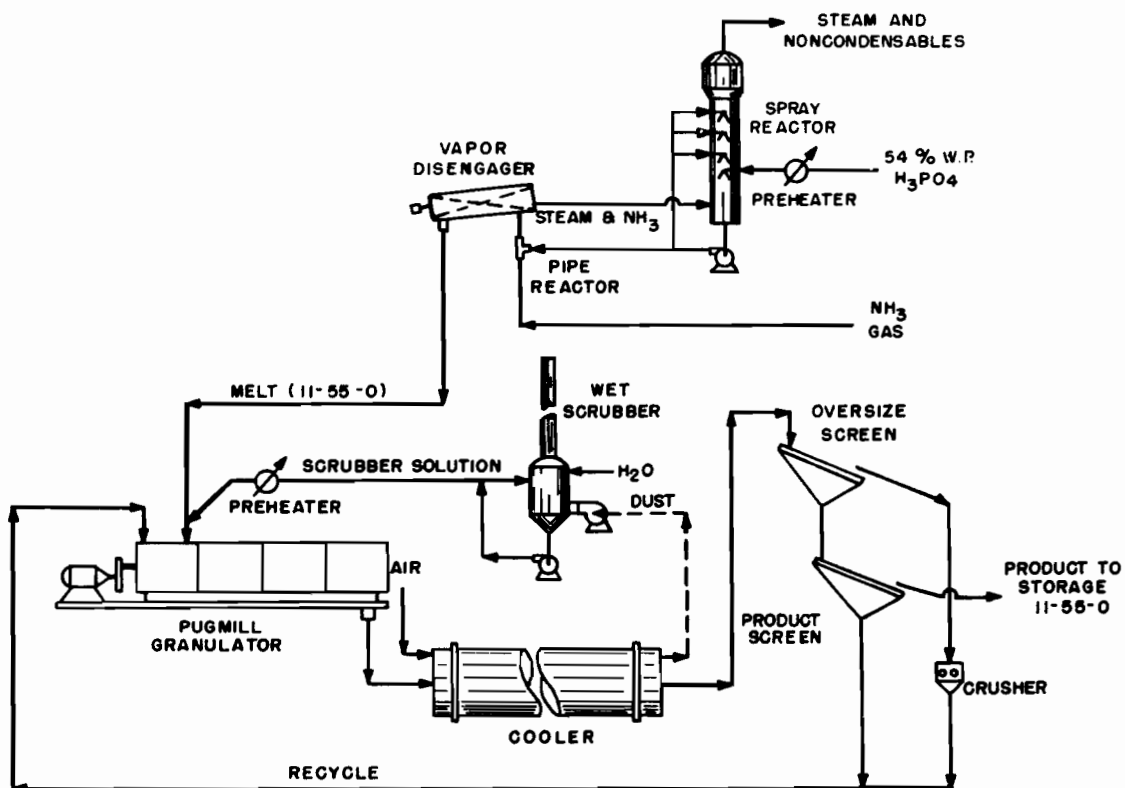 STEAM AND
NONCONDENSABLES
SPRAY
REACTOR
VAPOR
DISENGAGER
54 % W.P.
H₃PO4
PREHEATER
STEAM & NH₃
PIPE
REACTOR
NH₃
GAS
MELT (11-55-0)
WET
SCRUBBER
OVERSIZE
SCREEN
SCRUBBER SOLUTION
H₂O
PREHEATER
DUST
AIR
PRODUCT TO
STORAGE
11-55-0
PUGMILL
GRANULATOR
PRODUCT
SCREEN
CRUSHER
COOLER
RECYCLE